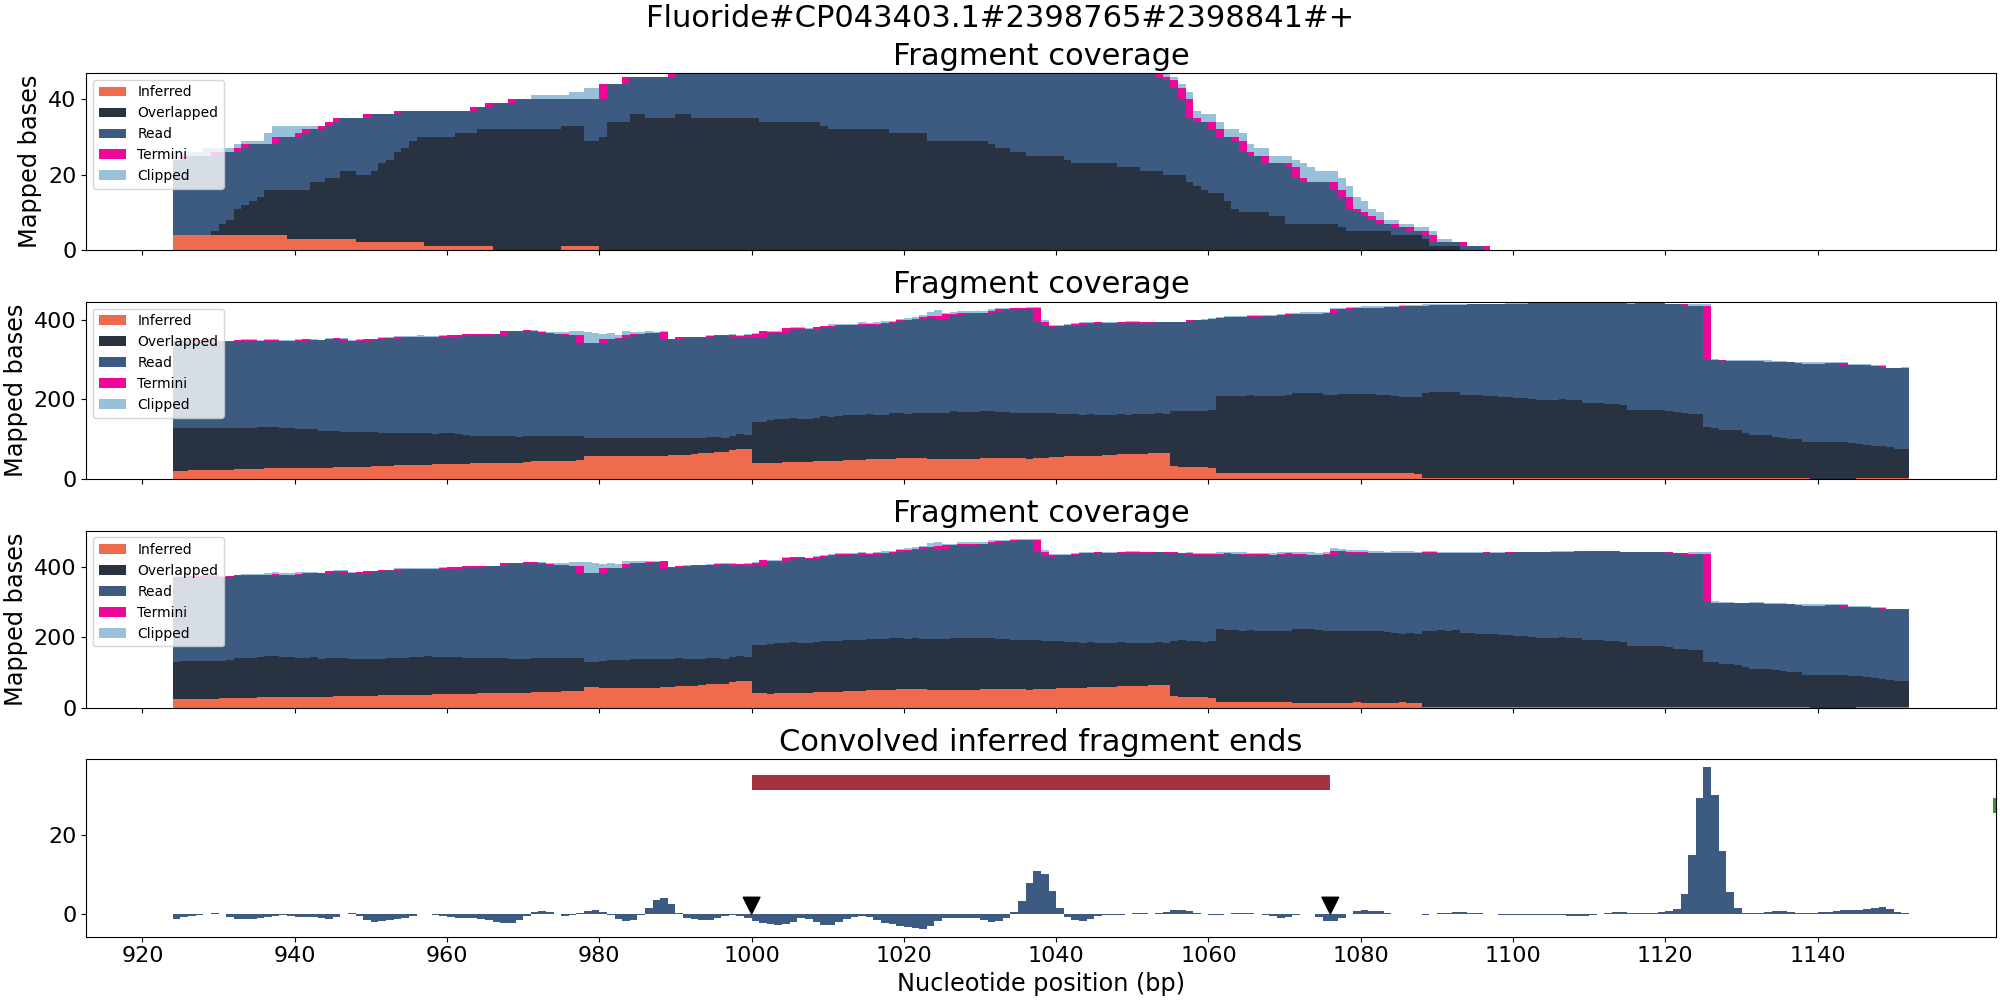 Fluoride#CP043403.1#2398765#2398841#+
Fragment coverage
Mapped bases
40
20
0
Inferred
Overlapped
Read
Termini
Clipped
Fragment coverage
Mapped bases
400
200
0
Inferred
Overlapped
Read
Termini
Clipped
Fragment coverage
Mapped bases
400
200
0
Inferred
Overlapped
Read
Termini
Clipped
Convolved inferred fragment ends
20
0
920 940 960 980 1000 1020 1040 1060 1080 1100 1120 1140
Nucleotide position (bp)